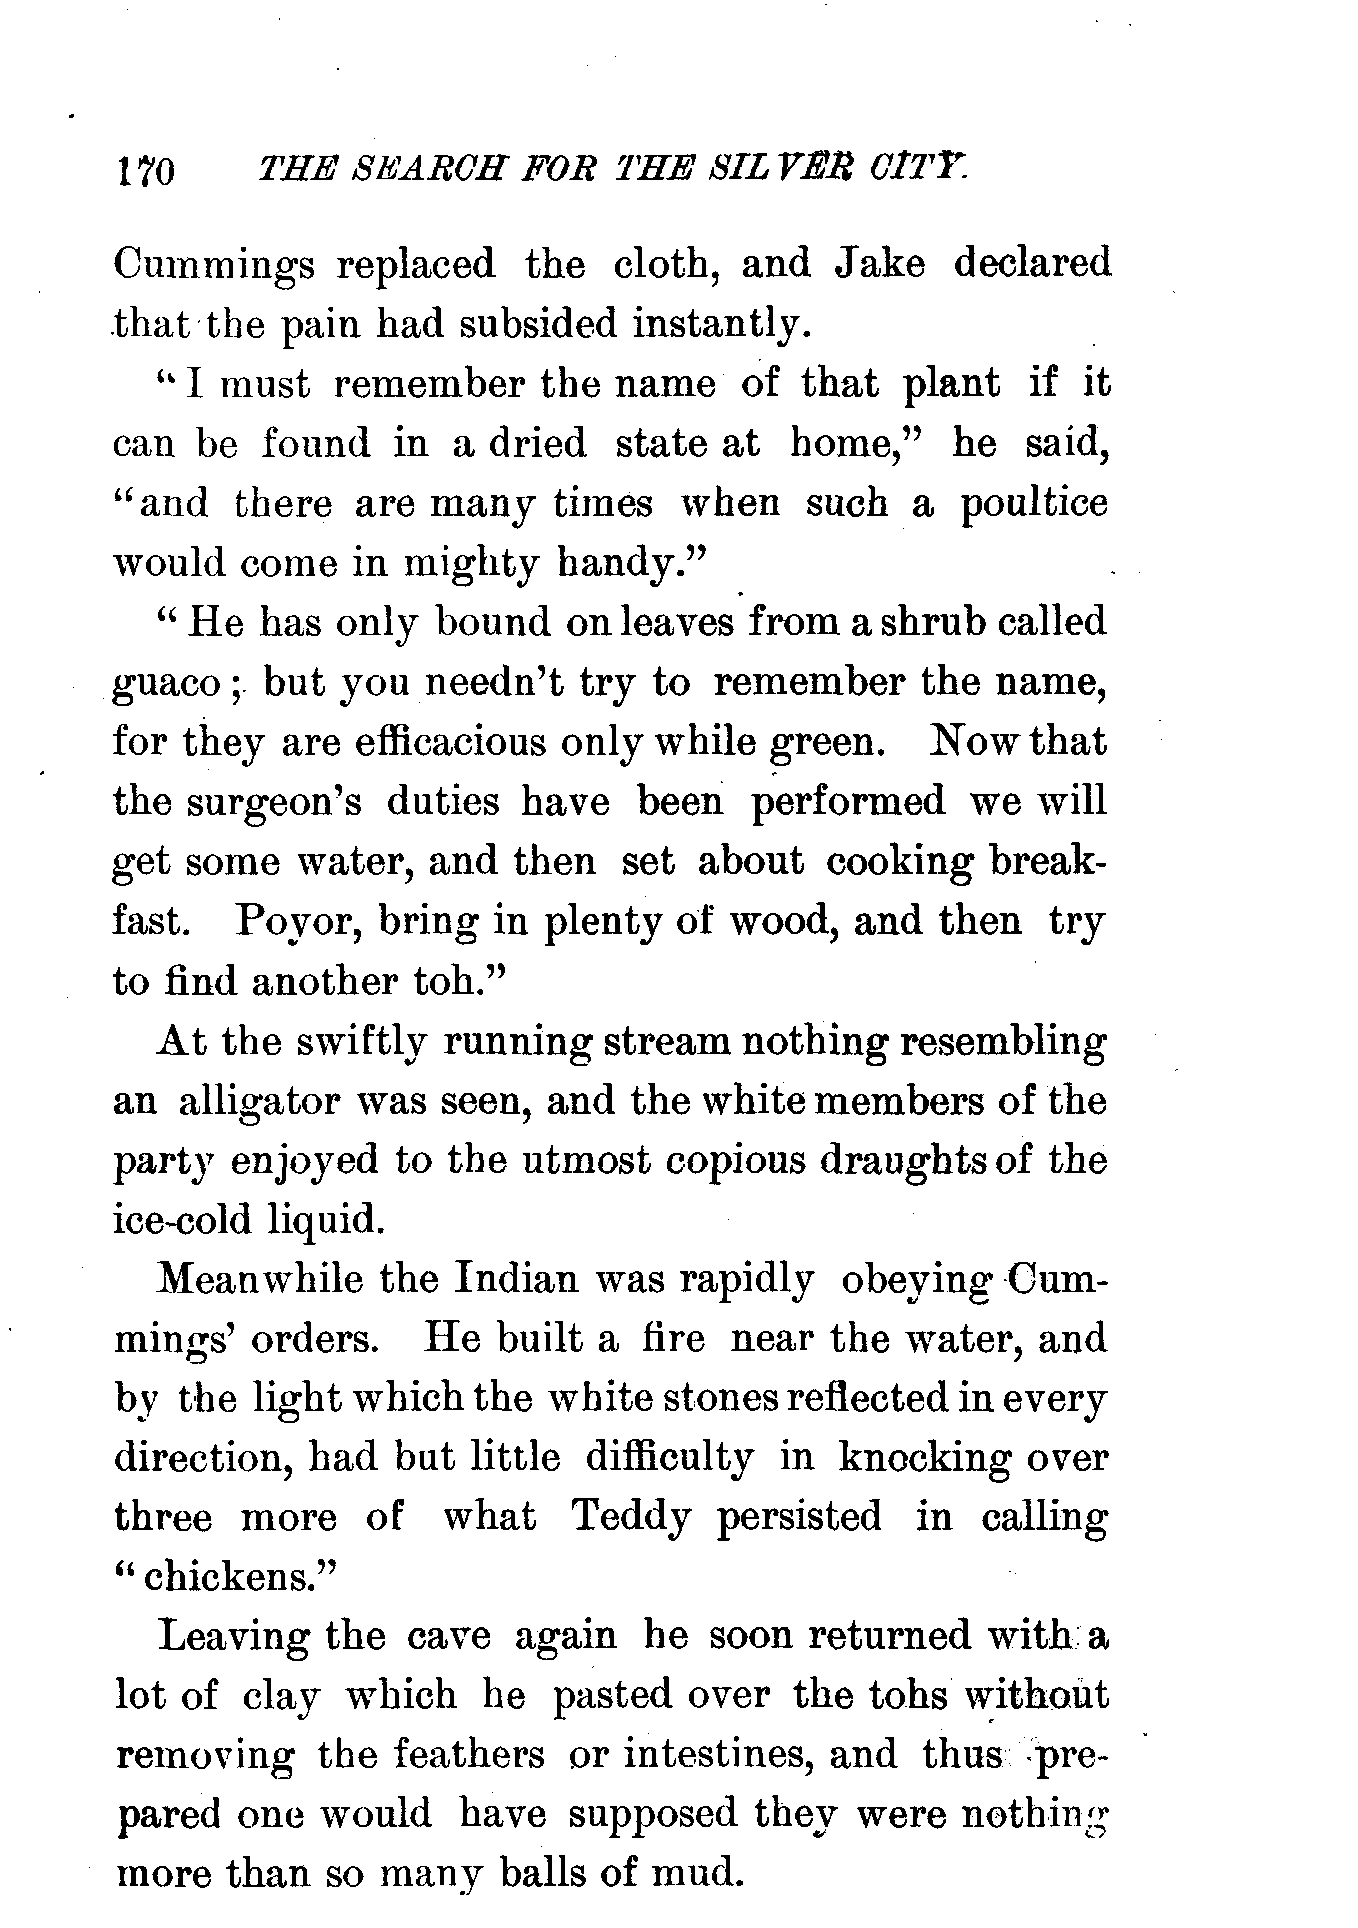 170 THE SEARCH FOR THE SILVER CITY.
Cummings replaced the cloth, and Jake declared
that the pain had subsided instantly.
“ I must remember the name of that plant if it
can be found in a dried state at home,” he said,
“and there are many times when such a poultice
would come in mighty handy.”
“ He has only bound on leaves from a shrub called
guaco ; but you needn’t try to remember the name,
for they are efficacious only while green. Now that
the surgeon’s duties have been performed we will
get some water, and then set about cooking break-
fast. Poyor, bring in plenty of wood, and then try
to find another toh.”
At the swiftly running stream nothing resembling
an alligator was seen, and the white members of the
party enjoyed to the utmost copious draughts of the
ice-cold liquid.
Meanwhile the Indian was rapidly obeying Cum-
mings’ orders. He built a fire near the water, and
by the light which the white stones reflected in every
direction, had but little difficulty in knocking over
three more of what Teddy persisted in calling
“ chickens.”
Leaving the cave again he soon returned with a
lot of clay which he pasted over the tohs without
removing the feathers or intestines, and thus pre-
pared one would have supposed they were nothing
more than so many balls of mud.